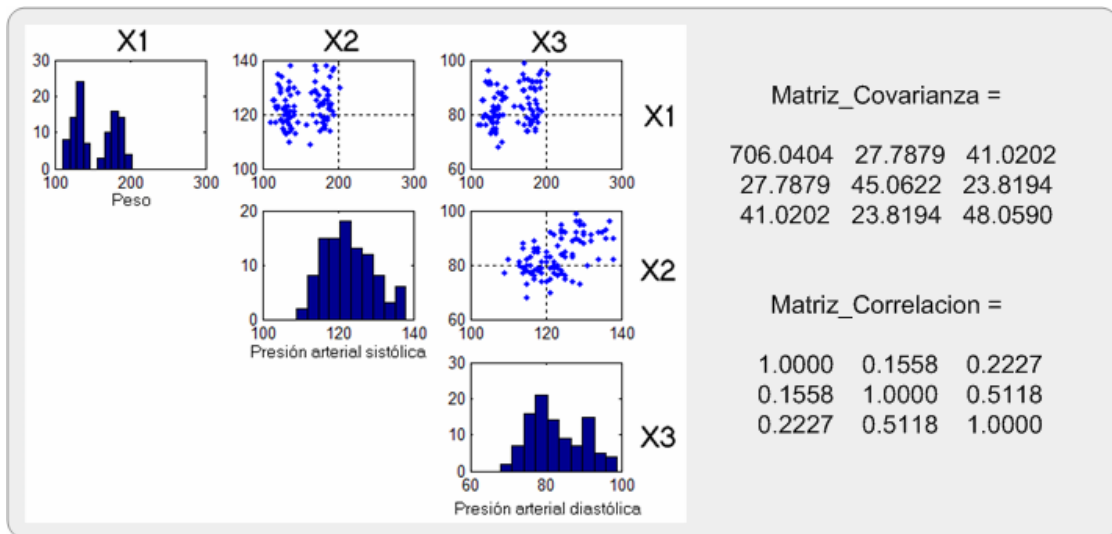 X1 X2 X3
30
20
10
0
100 200 300
Peso
140
120
100
100 200 300
100
80
60
100 200 300
X1
20
10
0
100 120 140
Presión arterial sistólica
100
80
60
100 120 140
X2
30
20
10
0
60 80 100
Presión arterial diastólica
X3
Matriz_Covarianza =
706.0404 27.7879 41.0202
27.7879 45.0622 23.8194
41.0202 23.8194 48.0590
Matriz_Correlacion =
1.0000 0.1558 0.2227
0.1558 1.0000 0.5118
0.2227 0.5118 1.0000